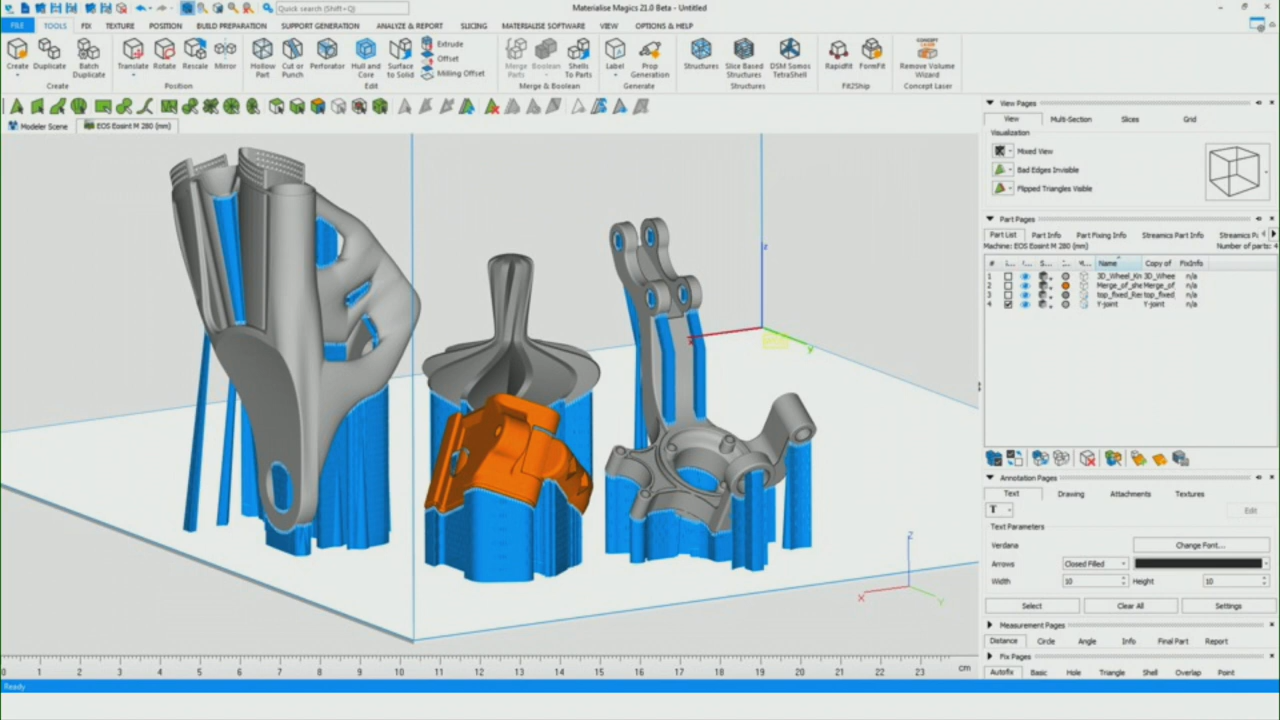 Quick search (Shift+Q)
Materialise Magics 21.0 Beta - Untitled
FILE TOOLS FIX TEXTURE POSITION BUILD PREPARATION SUPPORT GENERATION ANALYZE & REPORT SLICING MATERIALISE SOFTWARE VIEW OPTIONS & HELP
Create Duplicate Batch Duplicate Translate Rotate Rescale Mirror Hollow Part Cut or Punch Perforator Hull and Core Surface to Solid Extrude Offset Milling Offset Merge Parts Boolean Shells To Parts Label Prop Generation Structures Slice Based Structures DSM Somos TetraShell RapidFit FormFit Remove Volume Wizard
Create Position Edit Merge & Boolean Generate Structures Fit2Ship Concept Laser
Modeler Scene EOS Eosint M 280 (mm)
View Pages
View Multi-Section Slices Grid
Visualization
Mixed View
Bad Edges Invisible
Flipped Triangles Visible
Part Pages
Part List Part Info Part Fixing Info Streamics Part Info
Machine: EOS Eosint M 280 (mm) Number of parts: 4
# Name Copy of FixInfo
1 3D_Wheel_Kn 3D_Whee n/a
2 Merge_of_she Merge_of n/a
3 top_fixed_Re top_fixed n/a
4 Y-joint Y-joint n/a
z
x
y
Annotation Pages
Text Drawing Attachments Textures
T Edit
Text Parameters
Verdana Change Font...
Arrows Closed Filled
Width 10 Height 10
Select Clear All Settings
Z
X
Y
Measurement Pages
Distance Circle Angle Info Final Part Report
Fix Pages
Autofix Basic Hole Triangle Shell Overlap Point
0 1 2 3 4 5 6 7 8 9 10 11 12 13 14 15 16 17 18 19 20 21 22 23 cm
Ready